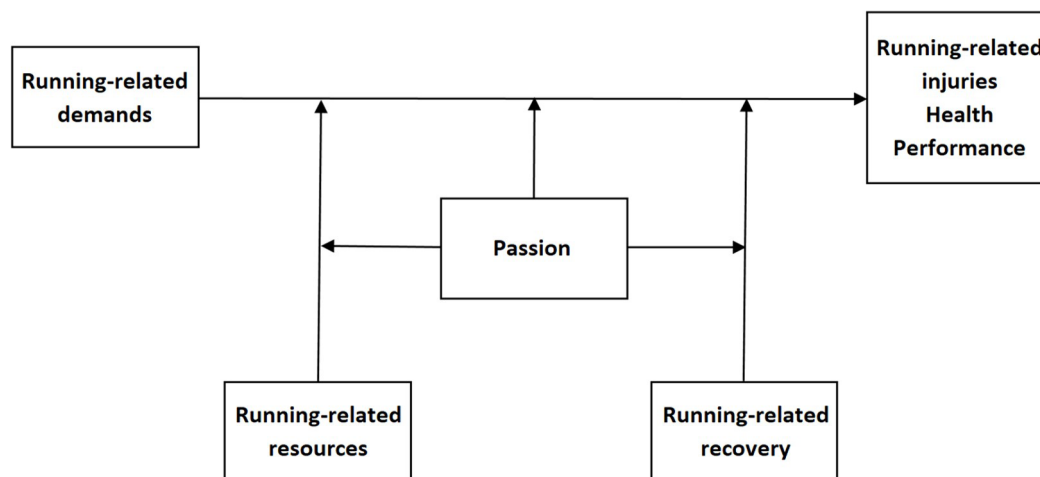 Running-related
demands
Running-related
injuries
Health
Performance
Passion
Running-related
resources
Running-related
recovery